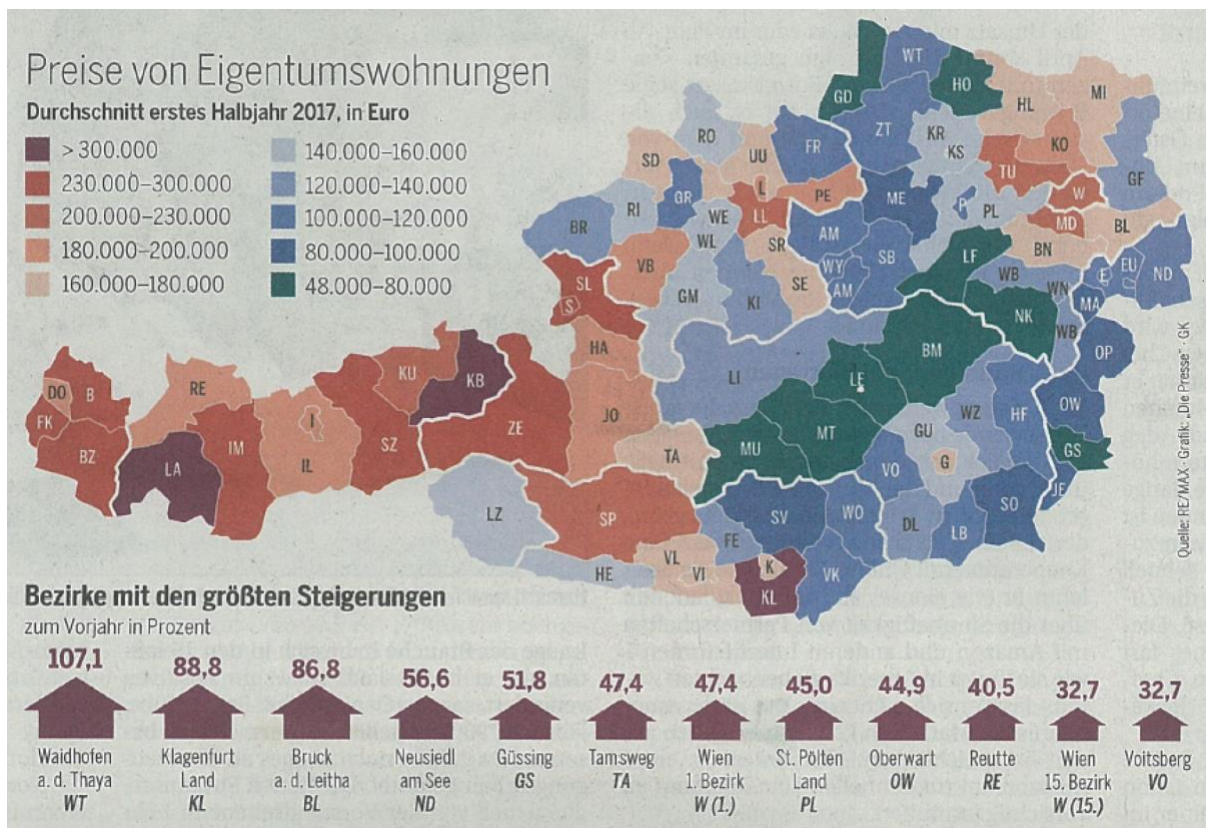 Preise von Eigentumswohnungen
Durchschnitt erstes Halbjahr 2017, in Euro
> 300.000
230.000–300.000
200.000–230.000
180.000–200.000
160.000–180.000
140.000–160.000
120.000–140.000
100.000–120.000
80.000–100.000
48.000–80.000
WT
GD
HO
HL
MI
RO
ZT
KR
KS
KO
SD
UU
FR
TU
GF
L
PE
ME
P
PL
W
RI
GR
WE
LL
MD
BL
BR
WL
AM
BN
SR
LF
EU
ND
VB
WY
SB
WB
WN
E
SL
GM
KI
SE
AM
MA
S
NK
WB
HA
BM
OP
KU
KB
LI
LE
DO
B
RE
OW
FK
I
JO
WZ
HF
BZ
IM
SZ
ZE
MT
GU
LA
IL
TA
MU
G
GS
VO
JE
LZ
SP
SV
WO
SO
FE
DL
LB
VL
HE
VI
K
VK
KL
Quelle: RE/MAX · Grafik: „Die Presse“ · GK
Bezirke mit den größten Steigerungen
zum Vorjahr in Prozent
107,1 88,8 86,8 56,6 51,8 47,4 47,4 45,0 44,9 40,5 32,7 32,7
Waidhofen Klagenfurt Bruck Neusiedl Güssing Tamsweg Wien St. Pölten Oberwart Reutte Wien Voitsberg
a. d. Thaya Land a.d. Leitha am See GS TA 1. Bezirk Land OW RE 15. Bezirk VO
WT KL BL ND W (1.) PL W (15.)